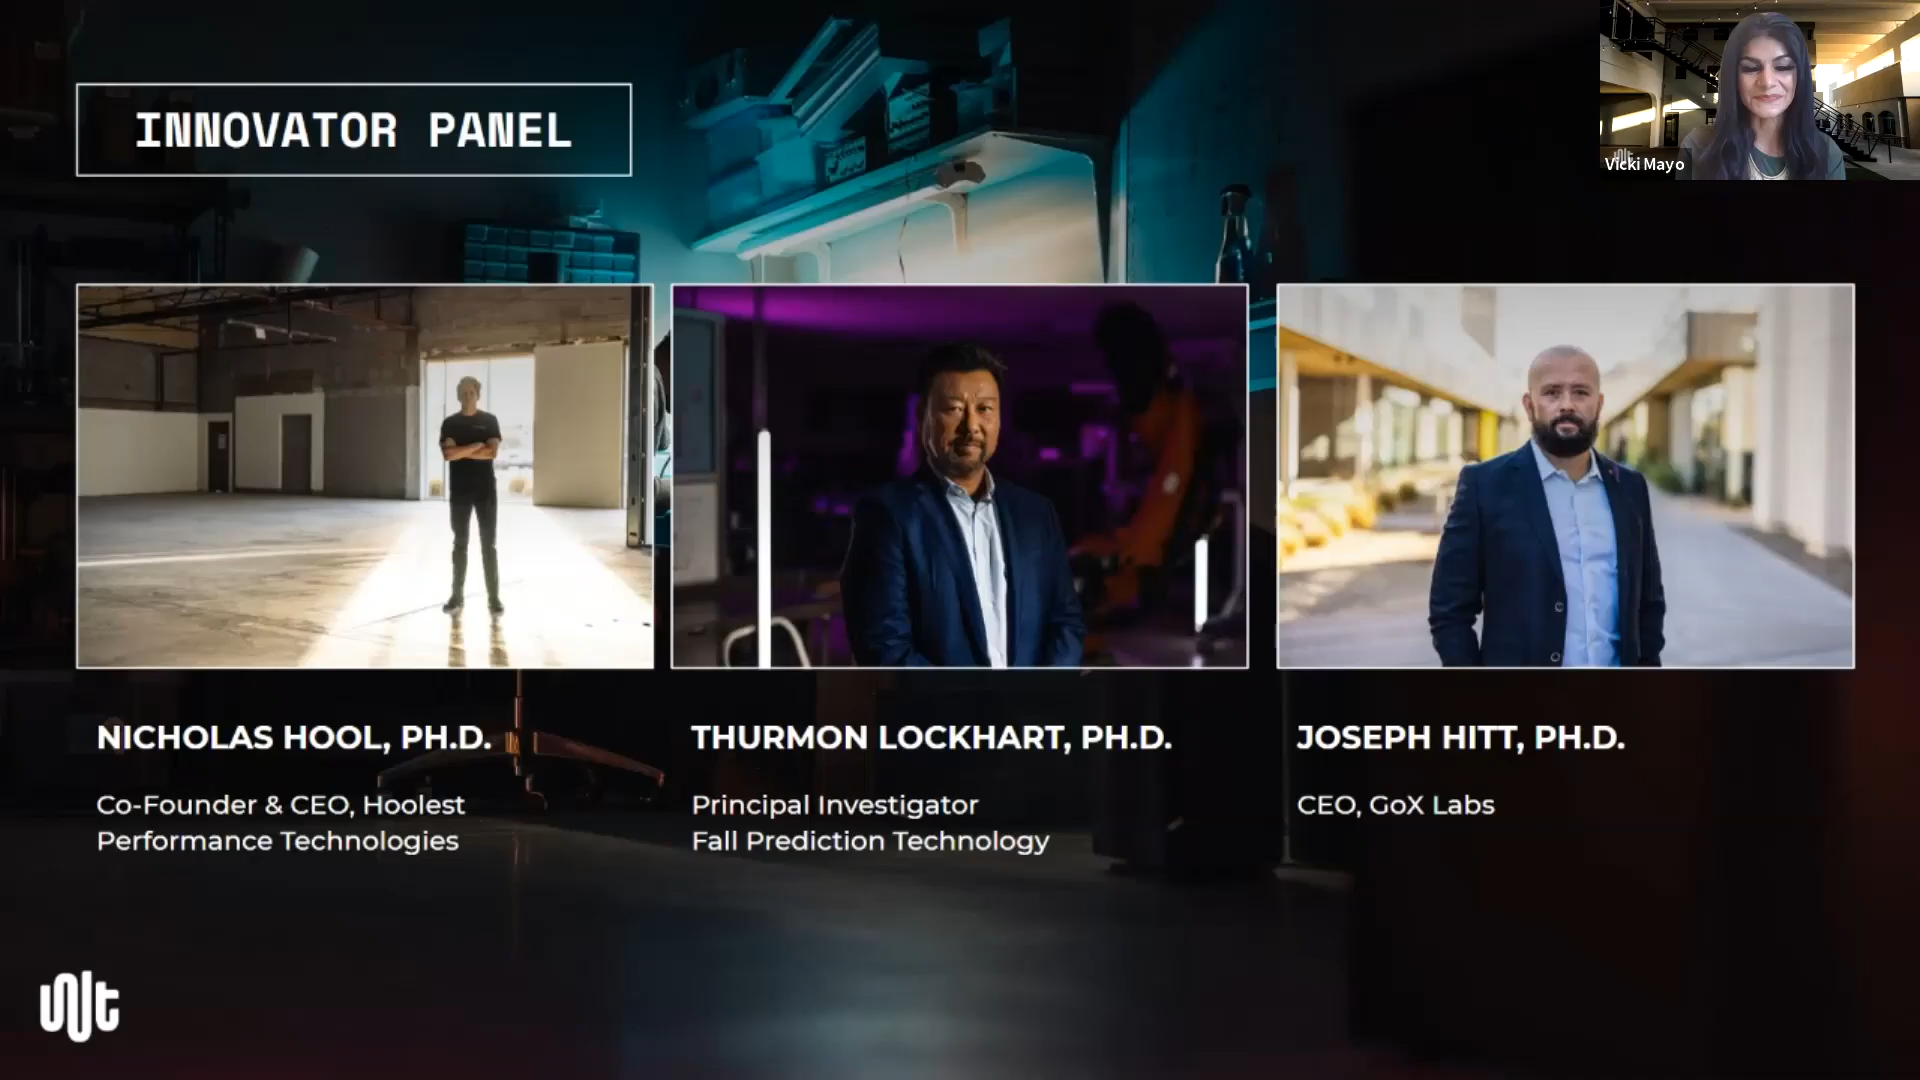 INNOVATOR PANEL
Vicki Mayo
NICHOLAS HOOL, PH.D.
Co-Founder & CEO, Hoolest
Performance Technologies
THURMON LOCKHART, PH.D.
Principal Investigator
Fall Prediction Technology
JOSEPH HITT, PH.D.
CEO, GoX Labs